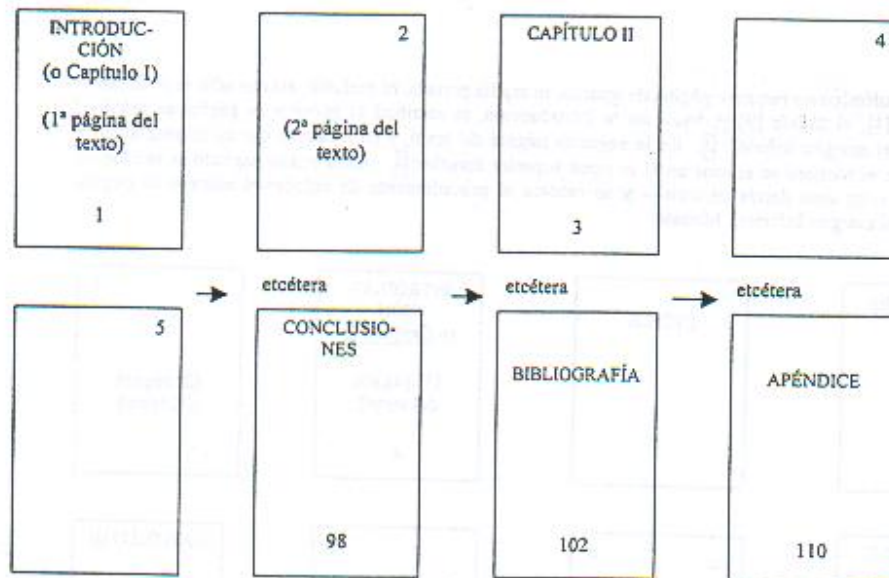 INTRODUC-
CIÓN
(o Capítulo I)
(1ª página del
texto)
1
2
(2ª página del
texto)
CAPÍTULO II
3
4
etcétera
etcétera
etcétera
5
CONCLUSIO-
NES
98
BIBLIOGRAFÍA
102
APÉNDICE
110